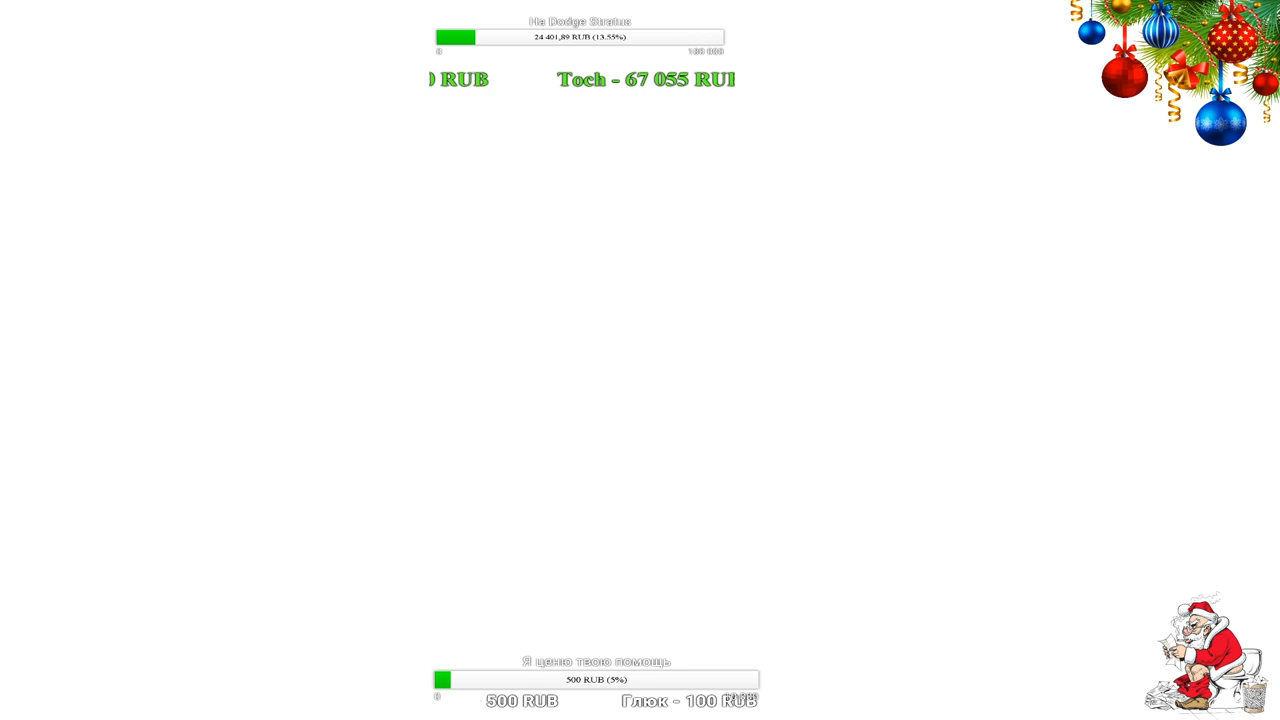 На Dodge Stratus
24 401,89 RUB (13.55%)
0 180 000
RUB Toch - 67 055
Я ценю твою помощь
500 RUB (5%)
0
500 RUB Глюк - 100 RUB